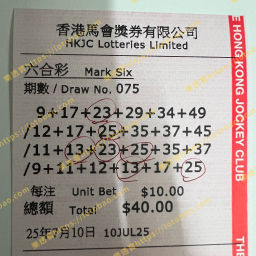 香港馬會獎券有限公司
HKJC Lotteries Limited
六合彩 Mark Six
期數 / Draw No. 075
9+17+23+29+34+49
/12+17+25+35+37+45
/11+13+23+25+35+37
/9+11+12+13+17+25
每注 Unit Bet $10.00
總額 Total $40.00
25年7月10日 10JUL25
E HONG KONG JOCKEY CLUB
THE